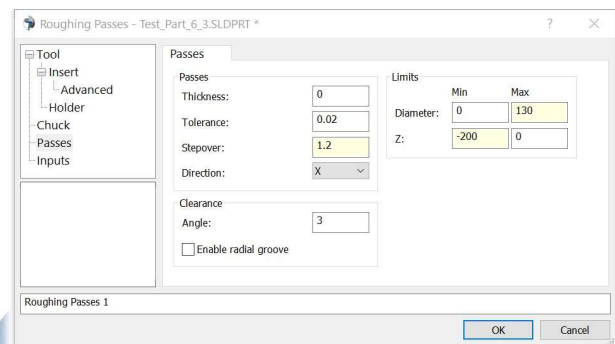 Roughing Passes - Test_Part_6_3.SLDPRT *
?
Tool
Insert
Advanced
Holder
Chuck
Passes
Inputs
Passes
Passes
Thickness: 0
Tolerance: 0.02
Stepover: 1.2
Direction: X
Clearance
Angle: 3
Enable radial groove
Limits
Min Max
Diameter: 0 130
Z: -200 0
Roughing Passes 1
OK Cancel